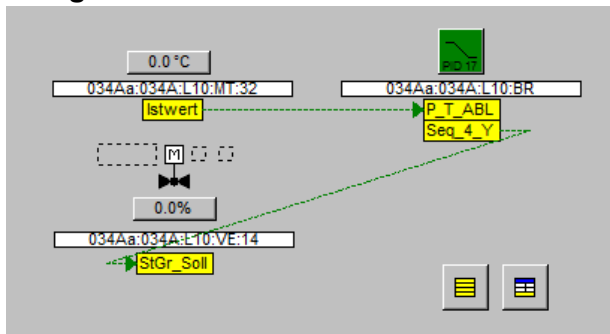 0.0 °C
PID 17
034Aa:034A:L10:MT:32
034Aa:034A:L10:BR
Istwert
P_T_ABL
Seq_4_Y
M
0.0%
034Aa:034A:L10:VE:14
StGr_Soll